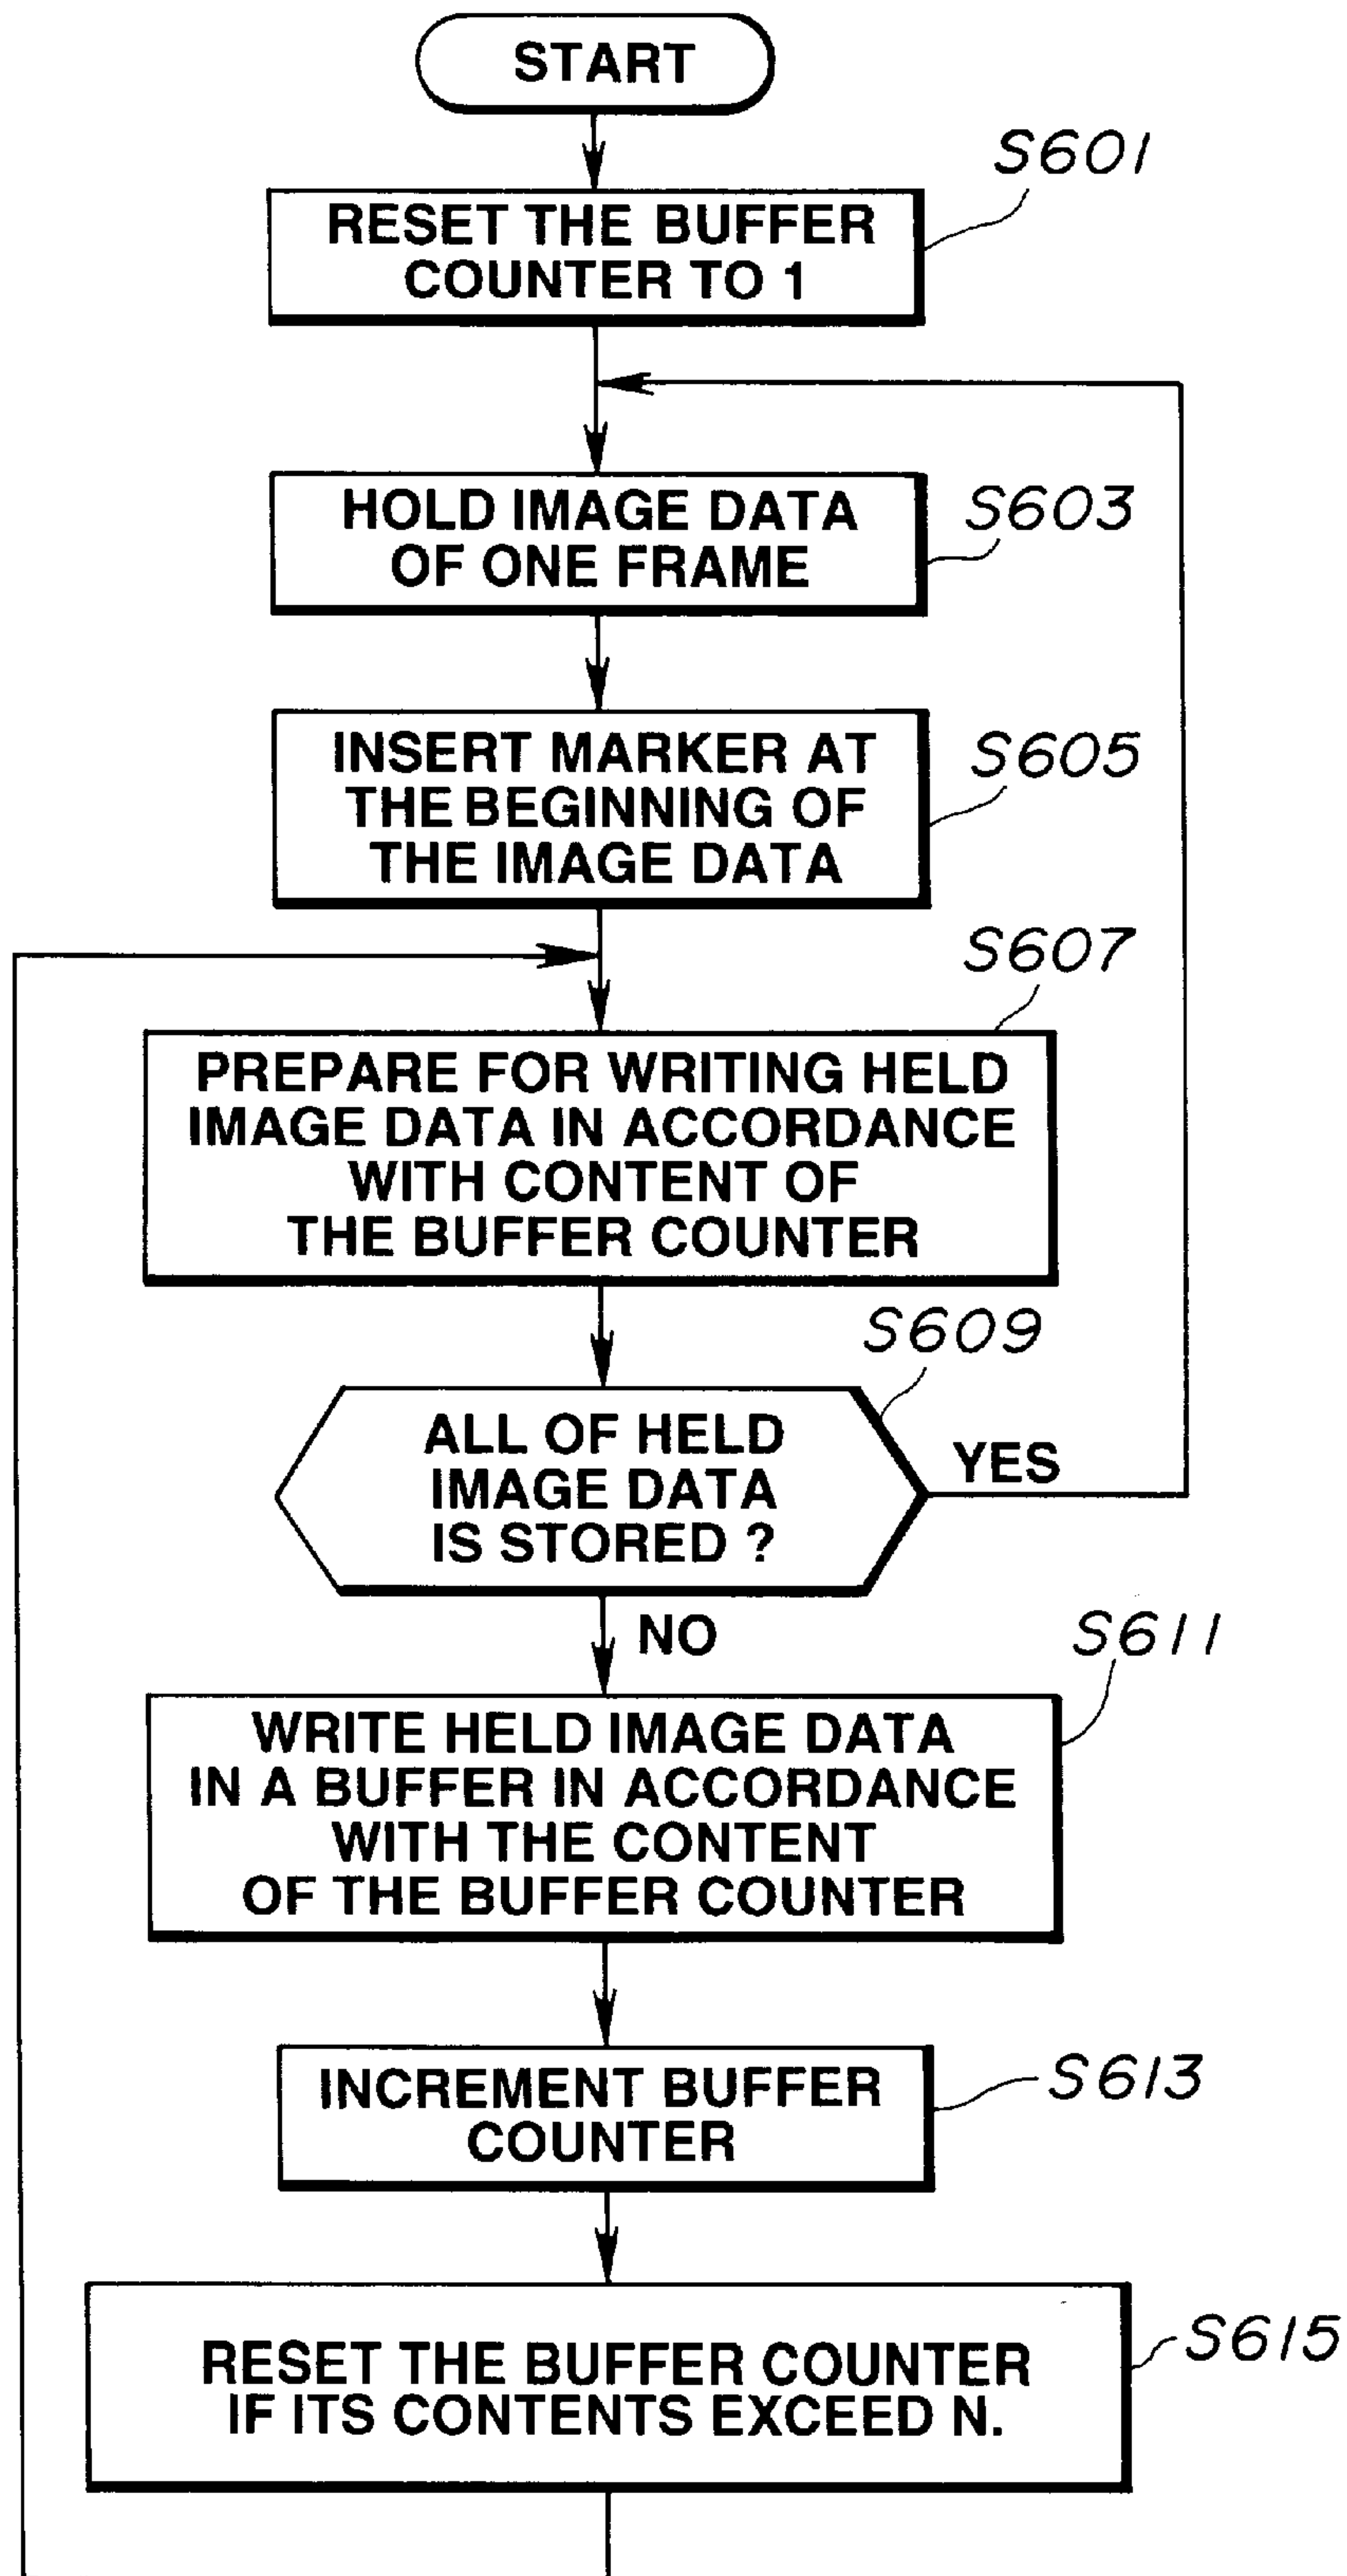 START
S601
RESET THE BUFFER
COUNTER TO 1
HOLD IMAGE DATA
OF ONE FRAME
S603
INSERT MARKER AT
THE BEGINNING OF
THE IMAGE DATA
S605
S607
PREPARE FOR WRITING HELD
IMAGE DATA IN ACCORDANCE
WITH CONTENT OF
THE BUFFER COUNTER
S609
ALL OF HELD
IMAGE DATA
IS STORED ?
YES
NO
S611
WRITE HELD IMAGE DATA
IN A BUFFER IN ACCORDANCE
WITH THE CONTENT
OF THE BUFFER COUNTER
INCREMENT BUFFER
COUNTER
S613
S615
RESET THE BUFFER COUNTER
IF ITS CONTENTS EXCEED N.